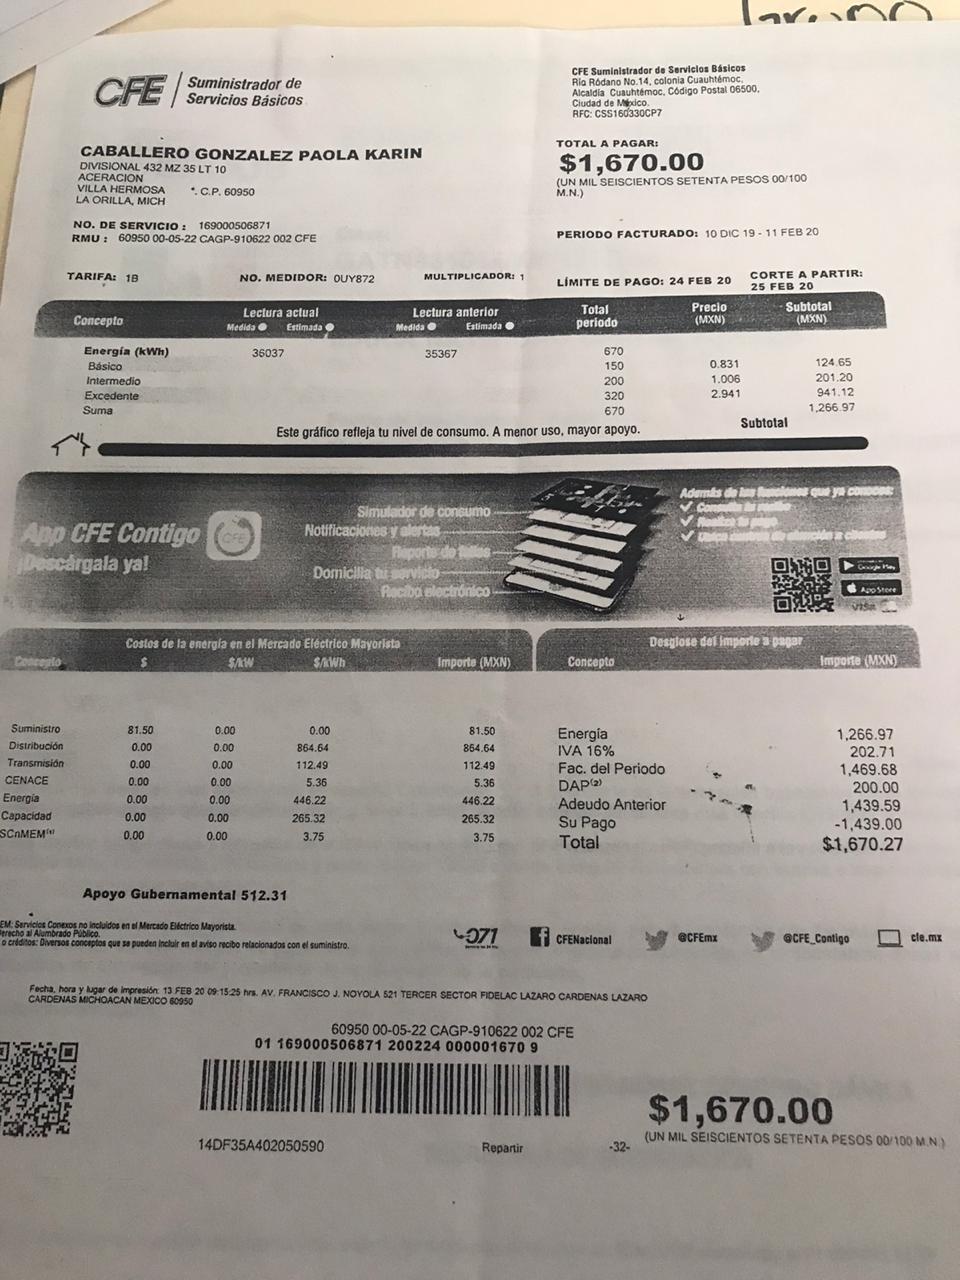 CFE Suministrador de
Servicios Básicos
CFE Suministrador de Servicios Básicos
Río Ródano No.14, colonia Cuauhtémoc,
Alcaldía Cuauhtémoc, Código Postal 06500,
Ciudad de México.
RFC: CSS160330CP7
CABALLERO GONZALEZ PAOLA KARIN
DIVISIONAL 432 MZ 35 LT 10
ACERACION
VILLA HERMOSA *. C.P. 60950
LA ORILLA, MICH
TOTAL A PAGAR:
$1,670.00
(UN MIL SEISCIENTOS SETENTA PESOS 00/100
M.N.)
NO. DE SERVICIO : 169000506871
RMU : 60950 00-05-22 CAGP-910622 002 CFE
PERIODO FACTURADO: 10 DIC 19 - 11 FEB 20
TARIFA: 1B NO. MEDIDOR: 0UY872 MULTIPLICADOR: 1
LÍMITE DE PAGO: 24 FEB 20 CORTE A PARTIR:
25 FEB 20
Concepto Lectura actual Lectura anterior Total periodo Precio (MXN) Subtotal (MXN)
Medida Estimada Medida Estimada
Energía (kWh) 36037 35367 670
Básico 150 0.831 124.65
Intermedio 200 1.006 201.20
Excedente 320 2.941 941.12
Suma 670 1,266.97
Subtotal
Este gráfico refleja tu nivel de consumo. A menor uso, mayor apoyo.
App CFE Contigo
CFE
¡Descárgala ya!
Simulador de consumo
Notificaciones y alertas
Reporte de fallas
Domicilia tu servicio
Recibo electrónico
Además de las funciones que ya conoces:
Consulta tu recibo
Realiza tu pago
Ubica centros de atención a clientes
Google Play
App Store
VISA
Costos de la energía en el Mercado Eléctrico Mayorista
Concepto $ $/kW $/kWh Importe (MXN)
Suministro 81.50 0.00 0.00 81.50
Distribución 0.00 0.00 864.64 864.64
Transmisión 0.00 0.00 112.49 112.49
CENACE 0.00 0.00 5.36 5.36
Energía 0.00 0.00 446.22 446.22
Capacidad 0.00 0.00 265.32 265.32
SCnMEM(1) 0.00 0.00 3.75 3.75
Desglose del importe a pagar
Concepto Importe (MXN)
Energía 1,266.97
IVA 16% 202.71
Fac. del Periodo 1,469.68
DAP(2) 200.00
Adeudo Anterior 1,439.59
Su Pago -1,439.00
Total $1,670.27
Apoyo Gubernamental 512.31
EM: Servicios Conexos no Incluidos en el Mercado Eléctrico Mayorista.
erecho al Alumbrado Público.
o créditos: Diversos conceptos que se pueden incluir en el aviso recibo relacionados con el suministro.
071 CFENacional @CFEmx @CFE_Contigo cfe.mx
Fecha, hora y lugar de impresión: 13 FEB 20 09:15:25 hrs. AV. FRANCISCO J. NOYOLA 521 TERCER SECTOR FIDELAC LAZARO CARDENAS LAZARO
CARDENAS MICHOACAN MEXICO 60950
60950 00-05-22 CAGP-910622 002 CFE
01 169000506871 200224 000001670 9
14DF35A402050590 Repartir -32-
$1,670.00
(UN MIL SEISCIENTOS SETENTA PESOS 00/100 M.N.)